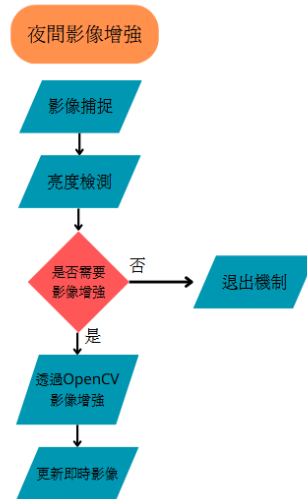 夜間影像增強
影像捕捉
亮度檢測
是否需要
影像增強
否
退出機制
是
透過OpenCV
影像增強
更新即時影像